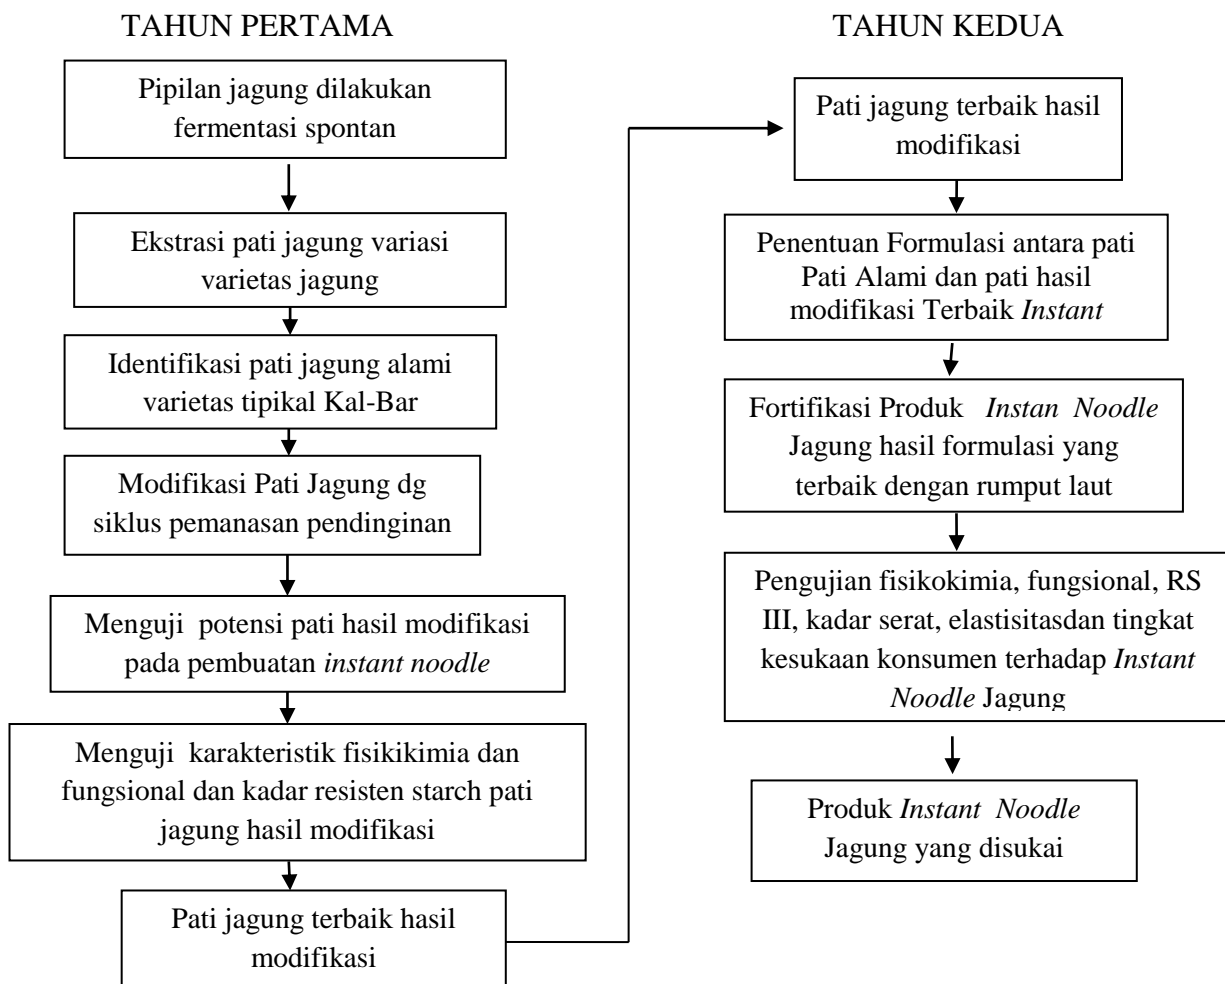 TAHUN PERTAMA
Pipilan jagung dilakukan
fermentasi spontan
Ekstrasi pati jagung variasi
varietas jagung
Identifikasi pati jagung alami
varietas tipikal Kal-Bar
Modifikasi Pati Jagung dg
siklus pemanasan pendinginan
Menguji potensi pati hasil modifikasi
pada pembuatan instant noodle
Menguji karakteristik fisikikimia dan
fungsional dan kadar resisten starch pati
jagung hasil modifikasi
Pati jagung terbaik hasil
modifikasi
TAHUN KEDUA
Pati jagung terbaik hasil
modifikasi
Penentuan Formulasi antara pati
Pati Alami dan pati hasil
modifikasi Terbaik Instant
Fortifikasi Produk Instan Noodle
Jagung hasil formulasi yang
terbaik dengan rumput laut
Pengujian fisikokimia, fungsional, RS
III, kadar serat, elastisitasdan tingkat
kesukaan konsumen terhadap Instant
Noodle Jagung
Produk Instant Noodle
Jagung yang disukai